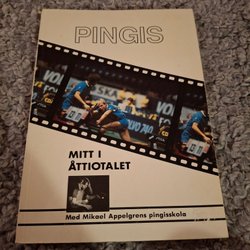 PINGIS
MITT I
ÅTTIOTALET
Med Mikael Appelgrens pingisskola